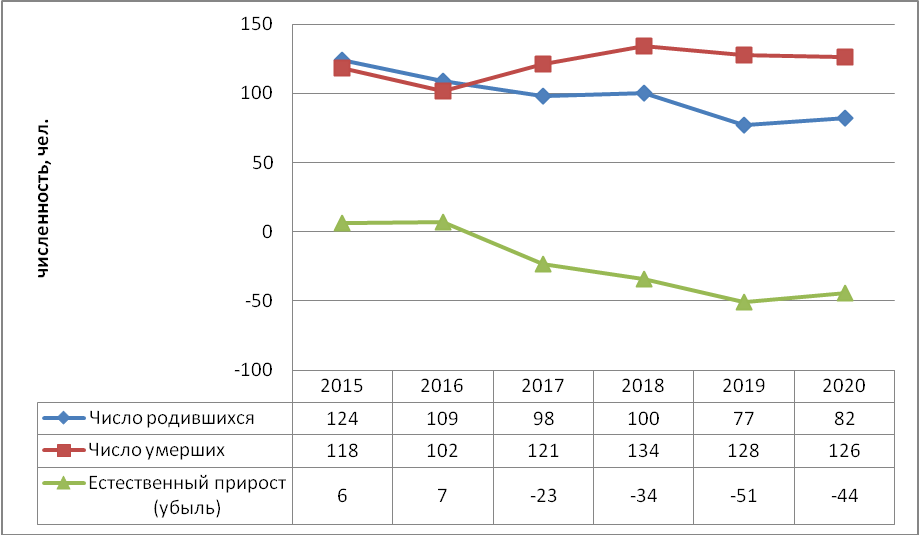 численность, чел.
150
100
50
0
-50
-100
2015 2016 2017 2018 2019 2020
Число родившихся 124 109 98 100 77 82
Число умерших 118 102 121 134 128 126
Естественный прирост
(убыль) 6 7 -23 -34 -51 -44